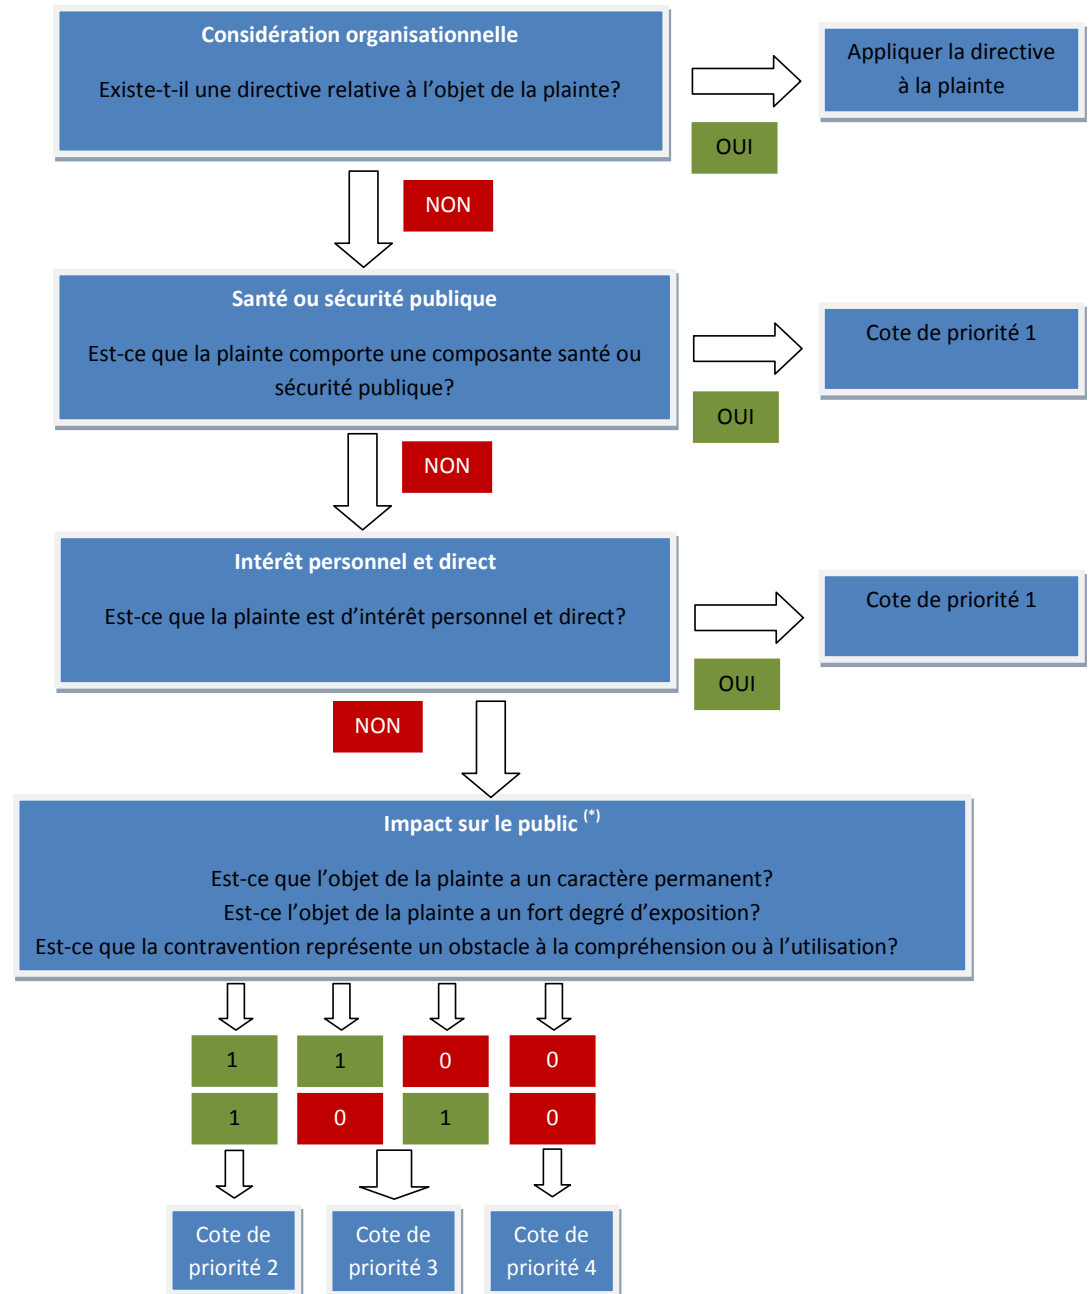 Considération organisationnelle
Existe-t-il une directive relative à l'objet de la plainte?
Appliquer la directive
à la plainte
OUI
NON
Santé ou sécurité publique
Est-ce que la plainte comporte une composante santé ou
sécurité publique?
Cote de priorité 1
OUI
NON
Intérêt personnel et direct
Est-ce que la plainte est d'intérêt personnel et direct?
Cote de priorité 1
OUI
NON
Impact sur le public (*)
Est-ce que l'objet de la plainte a un caractère permanent?
Est-ce l'objet de la plainte a un fort degré d'exposition?
Est-ce que la contravention représente un obstacle à la compréhension ou à l'utilisation?
1 1 0 0
1 0 1 0
Cote de
priorité 2
Cote de
priorité 3
Cote de
priorité 4